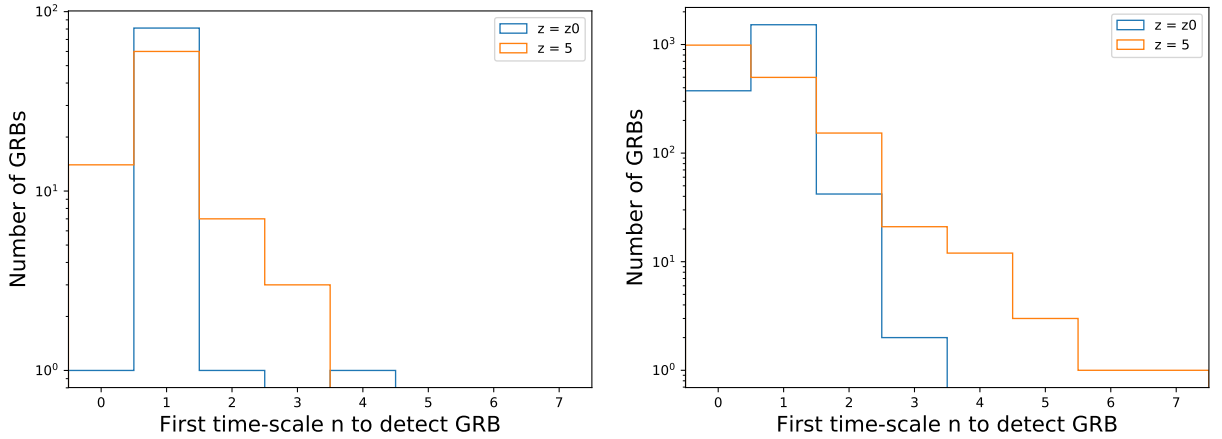 Number of GRBs
10²
10¹
10⁰
z = z0
z = 5
0 1 2 3 4 5 6 7
First time-scale n to detect GRB
Number of GRBs
10³
10²
10¹
10⁰
z = z0
z = 5
0 1 2 3 4 5 6 7
First time-scale n to detect GRB